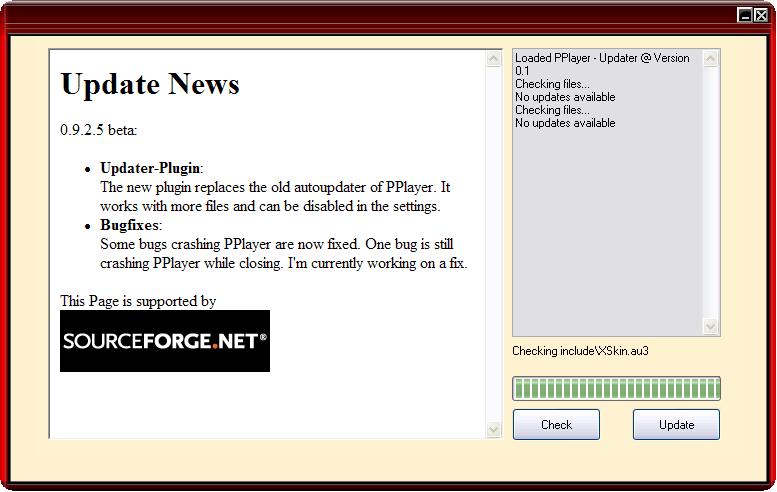 Update News
0.9.2.5 beta:
• Updater-Plugin:
The new plugin replaces the old autoupdater of PPlayer. It
works with more files and can be disabled in the settings.
• Bugfixes:
Some bugs crashing PPlayer are now fixed. One bug is still
crashing PPlayer while closing. I'm currently working on a fix.
This Page is supported by
SOURCEFORGE.NET®
Loaded PPlayer - Updater @ Version
0.1
Checking files...
No updates available
Checking files...
No updates available
Checking include\XSkin.au3
Check
Update